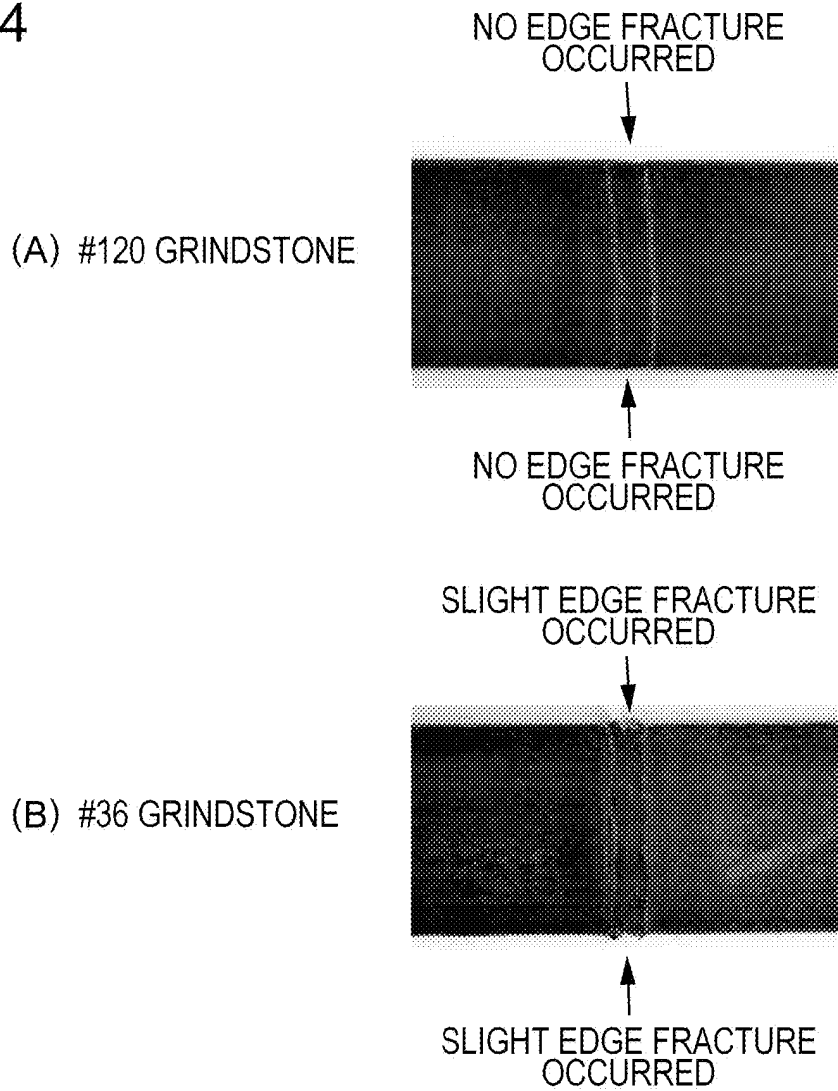 4
NO EDGE FRACTURE
OCCURRED
(A) #120 GRINDSTONE
NO EDGE FRACTURE
OCCURRED
SLIGHT EDGE FRACTURE
OCCURRED
(B) #36 GRINDSTONE
SLIGHT EDGE FRACTURE
OCCURRED